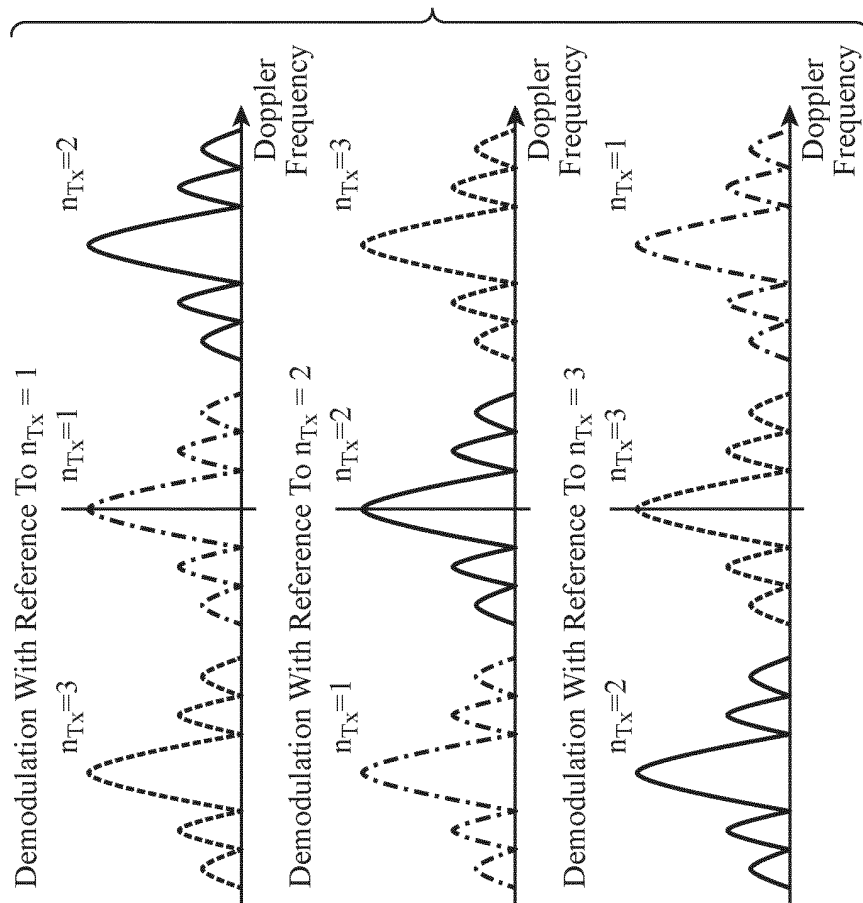 Demodulation With Reference To nTx = 1
nTx=3
nTx=1
nTx=2
Doppler
Frequency
Demodulation With Reference To nTx = 2
nTx=1
nTx=2
nTx=3
Doppler
Frequency
Demodulation With Reference To nTx = 3
nTx=2
nTx=3
nTx=1
Doppler
Frequency